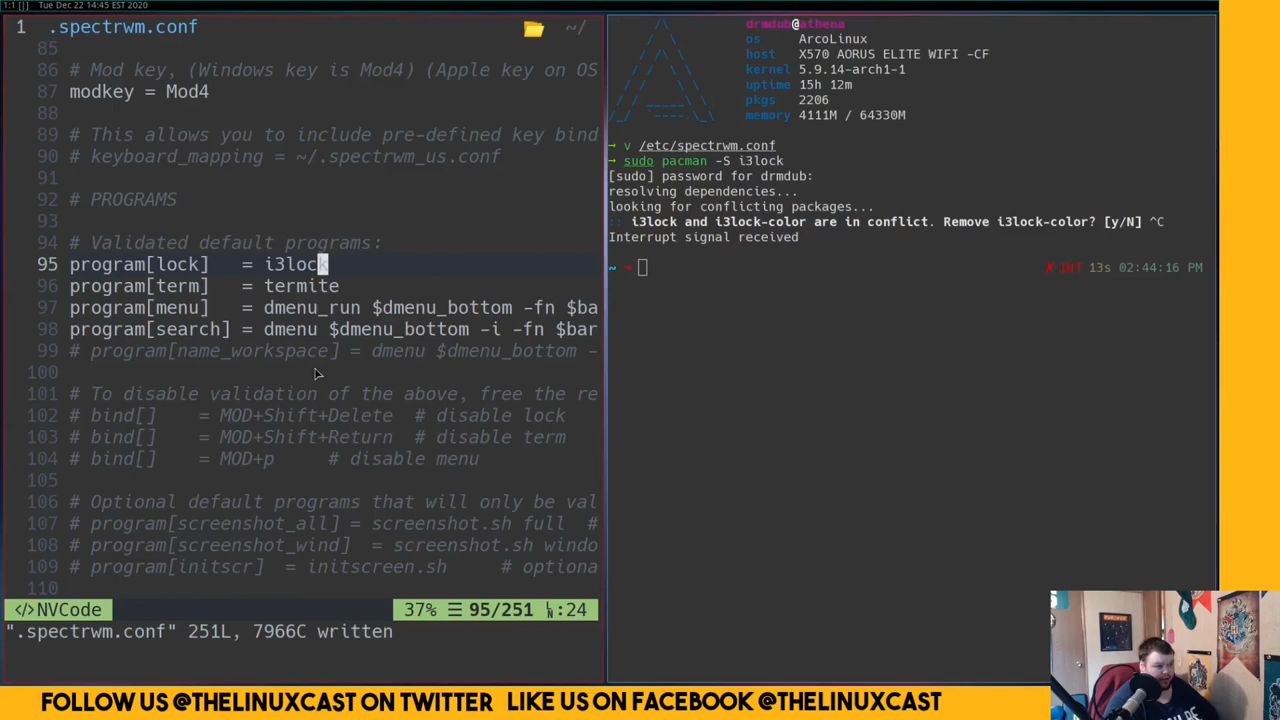 1:1 [|] Tue Dec 22 14:45 EST 2020
1 .spectrwm.conf ~/
85
86 # Mod key, (Windows key is Mod4) (Apple key on OS
87 modkey = Mod4
88
89 # This allows you to include pre-defined key bind
90 # keyboard_mapping = ~/.spectrwm_us.conf
91
92 # PROGRAMS
93
94 # Validated default programs:
95 program[lock] = i3lock
96 program[term] = termite
97 program[menu] = dmenu_run $dmenu_bottom -fn $ba
98 program[search] = dmenu $dmenu_bottom -i -fn $bar
99 # program[name_workspace] = dmenu $dmenu_bottom -
100
101 # To disable validation of the above, free the re
102 # bind[] = MOD+Shift+Delete # disable lock
103 # bind[] = MOD+Shift+Return # disable term
104 # bind[] = MOD+p # disable menu
105
106 # Optional default programs that will only be val
107 # program[screenshot_all] = screenshot.sh full #
108 # program[screenshot_wind] = screenshot.sh windo
109 # program[initscr] = initscreen.sh # optiona
110
</>NVCode 37% ☰ 95/251 LN:24
".spectrwm.conf" 251L, 7966C written
drmdub@athena
os ArcoLinux
host X570 AORUS ELITE WIFI -CF
kernel 5.9.14-arch1-1
uptime 15h 12m
pkgs 2206
memory 4111M / 64330M
→ v /etc/spectrwm.conf
→ sudo pacman -S i3lock
[sudo] password for drmdub:
resolving dependencies...
looking for conflicting packages...
:: i3lock and i3lock-color are in conflict. Remove i3lock-color? [y/N] ^C
Interrupt signal received
~ → ✗ INT 13s 02:44:16 PM
FOLLOW US @THELINUXCAST ON TWITTER LIKE US ON FACEBOOK @THELINUXCAST